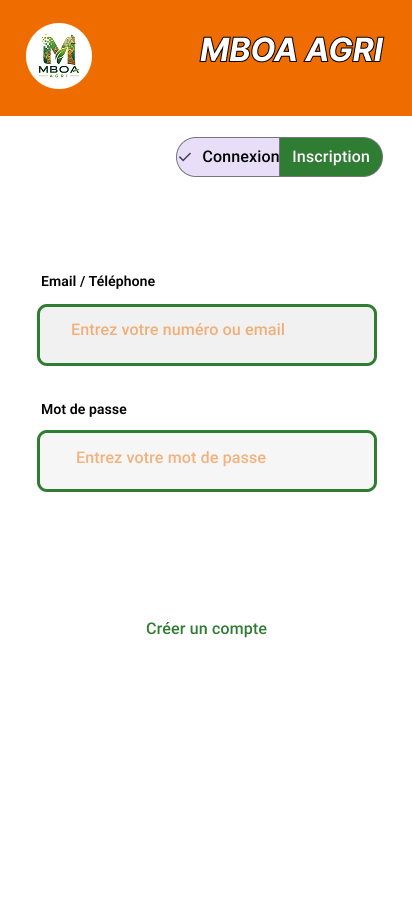 MBOA AGRI
MBOA
AGRI
Connexion Inscription
Email / Téléphone
Entrez votre numéro ou email
Mot de passe
Entrez votre mot de passe
Créer un compte